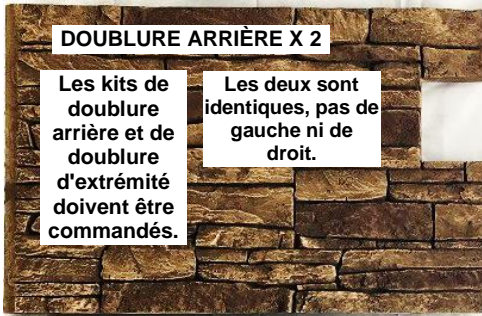 DOUBLURE ARRIÈRE X 2
Les kits de
doublure
arrière et de
doublure
d'extrémité
doivent être
commandés.
Les deux sont
identiques, pas de
gauche ni de
droit.